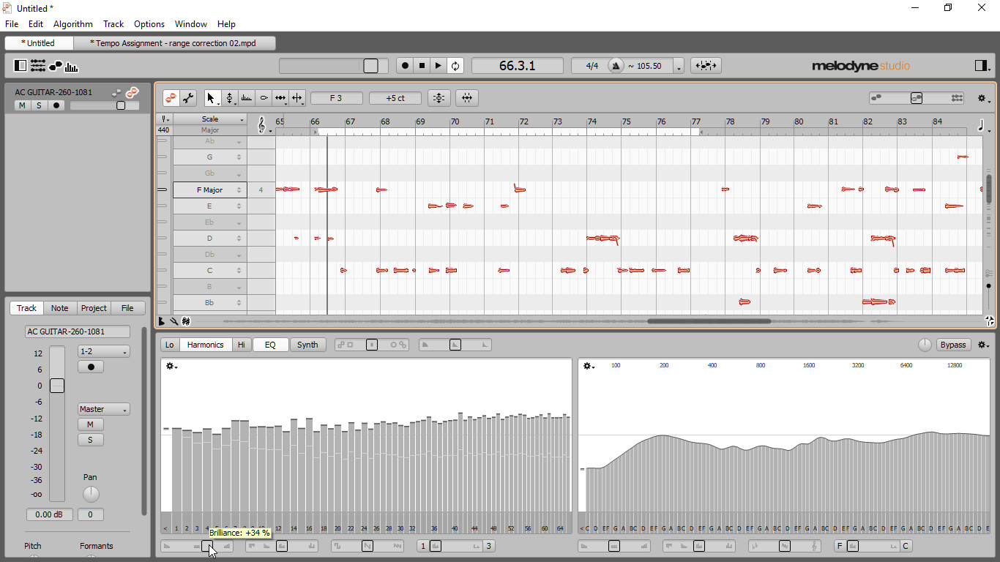 Untitled *
File Edit Algorithm Track Options Window Help
* Untitled * Tempo Assignment - range correction 02.mpd
66.3.1 4/4 ~ 105.50 melodyne studio
AC GUITAR-260-1081
M S
F 3 +5 ct
Scale 65 66 67 68 69 70 71 72 73 74 75 76 77 78 79 80 81 82 83 84
440 Major
Ab
G
Gb
F Major 4
E
Eb
D
Db
C
B
Bb
Track Note Project File
AC GUITAR-260-1081
12 1-2
6
0
-6
Master
-12
M
-18
S
-24
-30
Pan
-36
-oo
0.00 dB 0
Pitch Formants
Lo Harmonics Hi EQ Synth Bypass
100 200 400 800 1600 3200 6400 12800
< 1 2 3 4 5 6 7 8 9 10 12 14 16 18 20 22 24 26 28 30 32 36 40 44 48 52 56 60 64
< C D EF G A BC D EF G A BC D EF G A BC D EF G A BC D EF G A BC D EF G A BC D EF G A BC D E
Brilliance: +34 %
1 3 F C